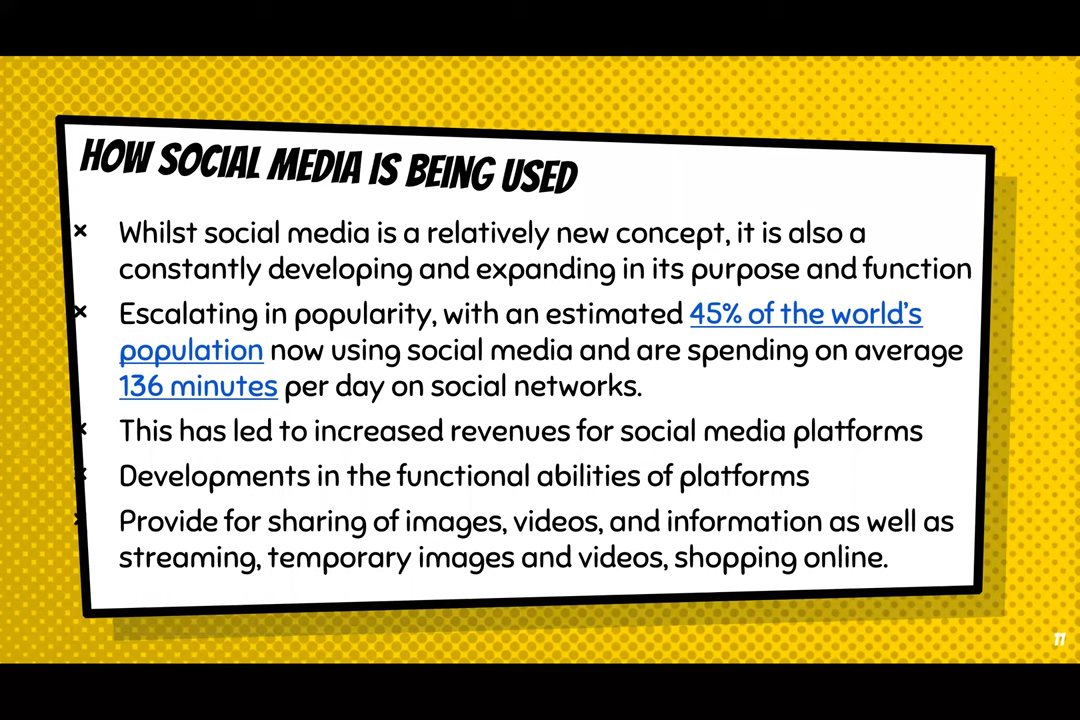 HOW SOCIAL MEDIA IS BEING USED
× Whilst social media is a relatively new concept, it is also a
constantly developing and expanding in its purpose and function
× Escalating in popularity, with an estimated 45% of the world's
population now using social media and are spending on average
136 minutes per day on social networks.
× This has led to increased revenues for social media platforms
× Developments in the functional abilities of platforms
× Provide for sharing of images, videos, and information as well as
streaming, temporary images and videos, shopping online.
11